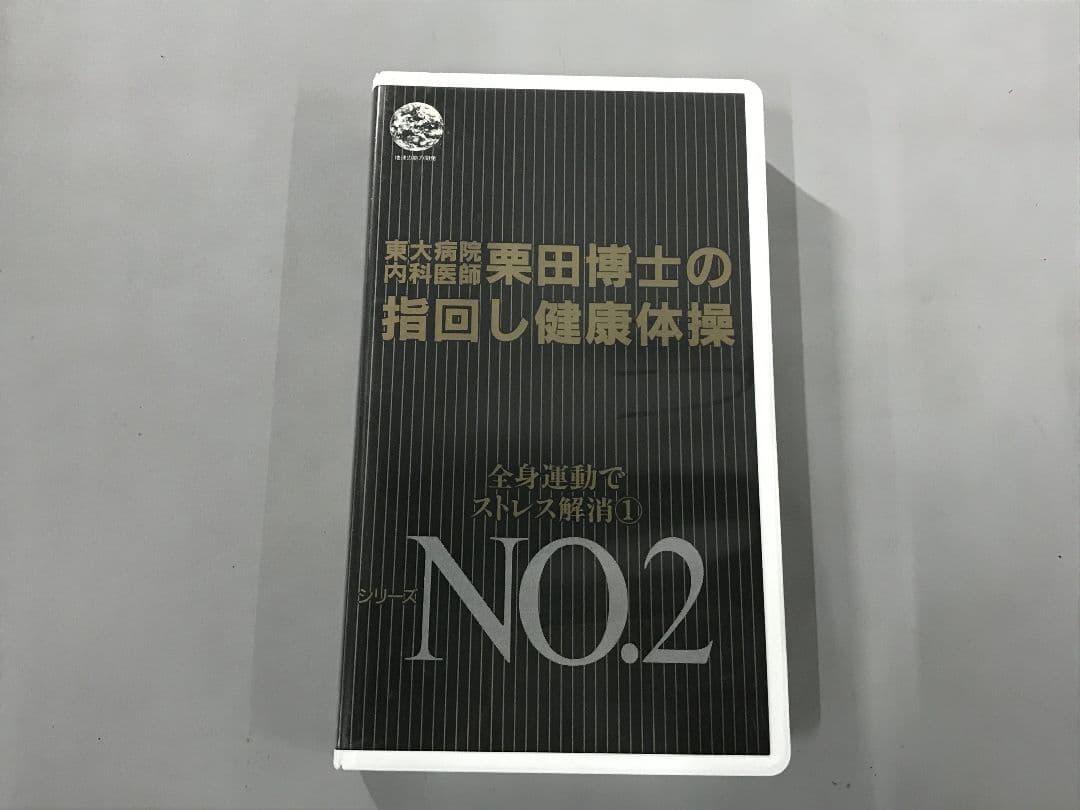 東大病院
内科医師 栗田博士の
指回し健康体操
全身運動で
ストレス解消①
シリーズ NO.2